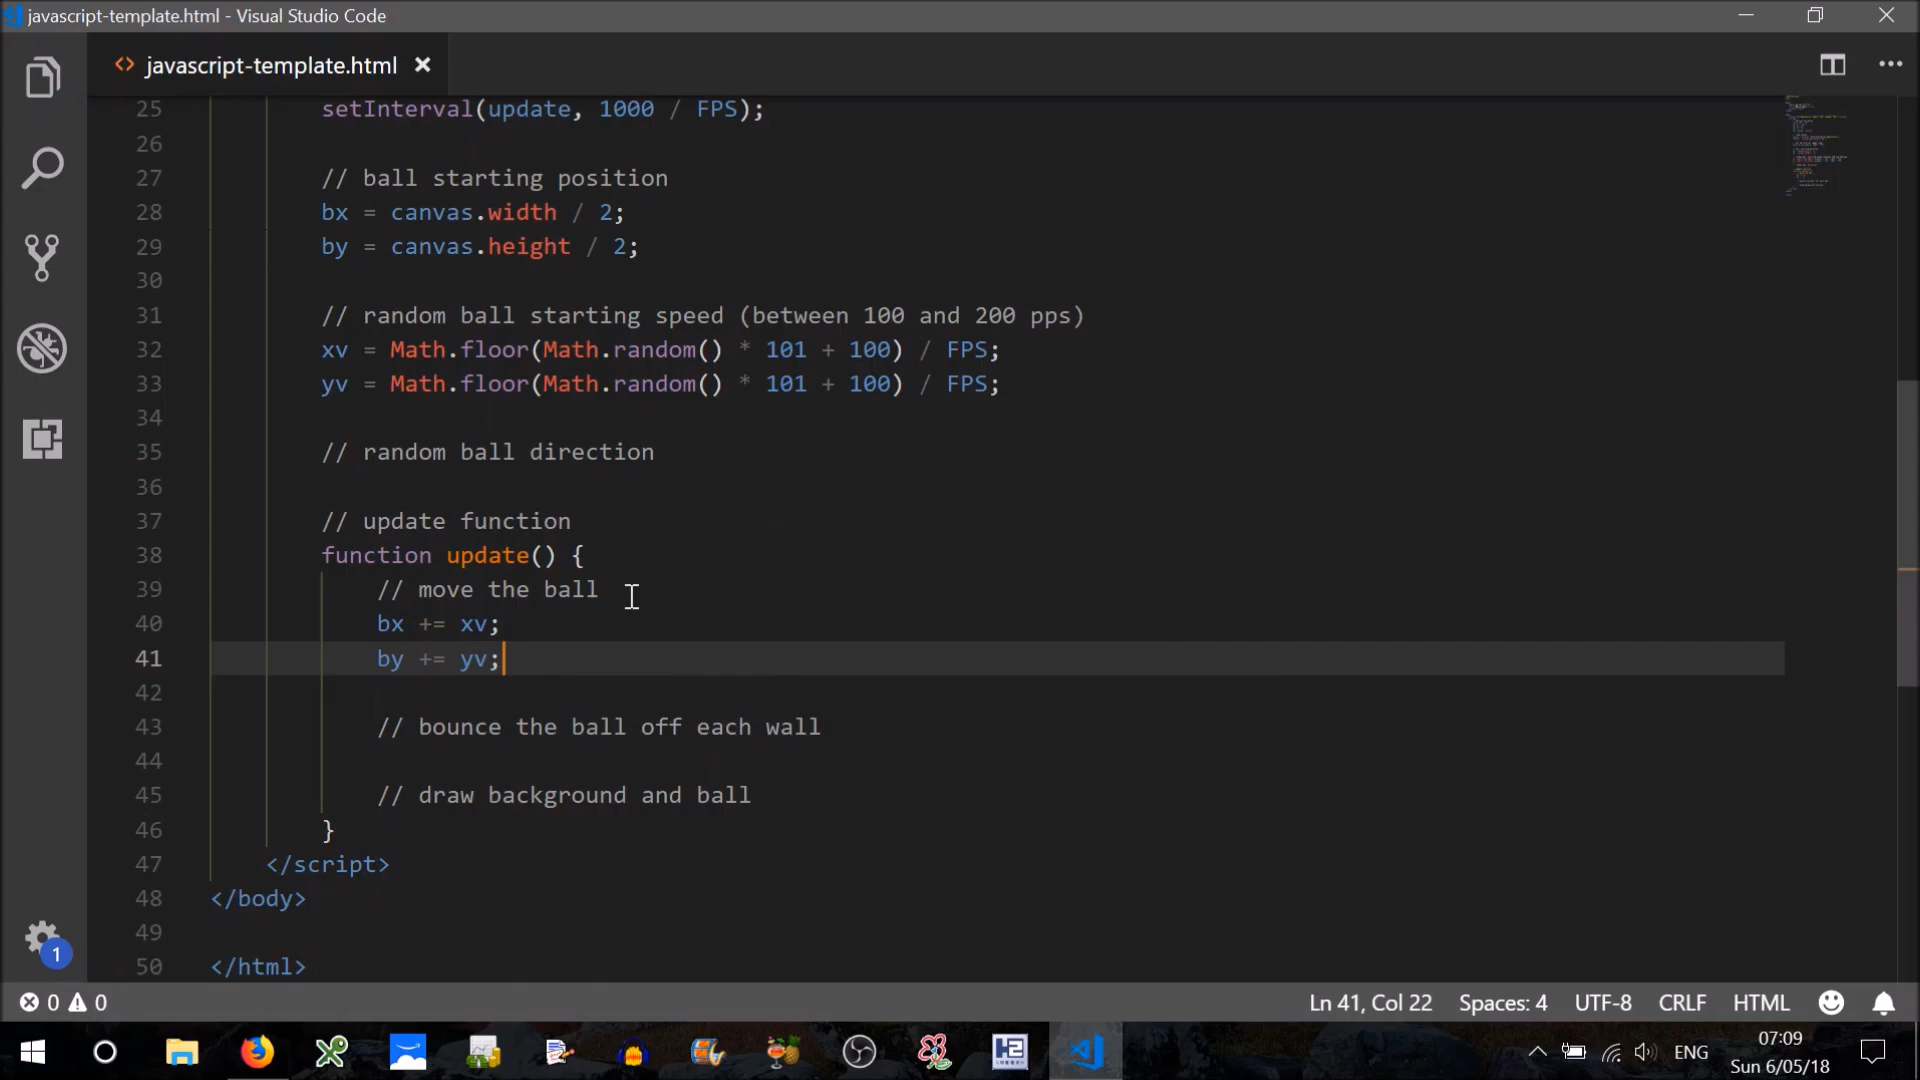 javascript-template.html - Visual Studio Code
<> javascript-template.html
25 setInterval(update, 1000 / FPS);
26
27 // ball starting position
28 bx = canvas.width / 2;
29 by = canvas.height / 2;
30
31 // random ball starting speed (between 100 and 200 pps)
32 xv = Math.floor(Math.random() * 101 + 100) / FPS;
33 yv = Math.floor(Math.random() * 101 + 100) / FPS;
34
35 // random ball direction
36
37 // update function
38 function update() {
39 // move the ball
40 bx += xv;
41 by += yv;
42
43 // bounce the ball off each wall
44
45 // draw background and ball
46 }
47 </script>
48 </body>
49
50 </html>
1
0 0 Ln 41, Col 22 Spaces: 4 UTF-8 CRLF HTML
ENG
07:09
Sun 6/05/18